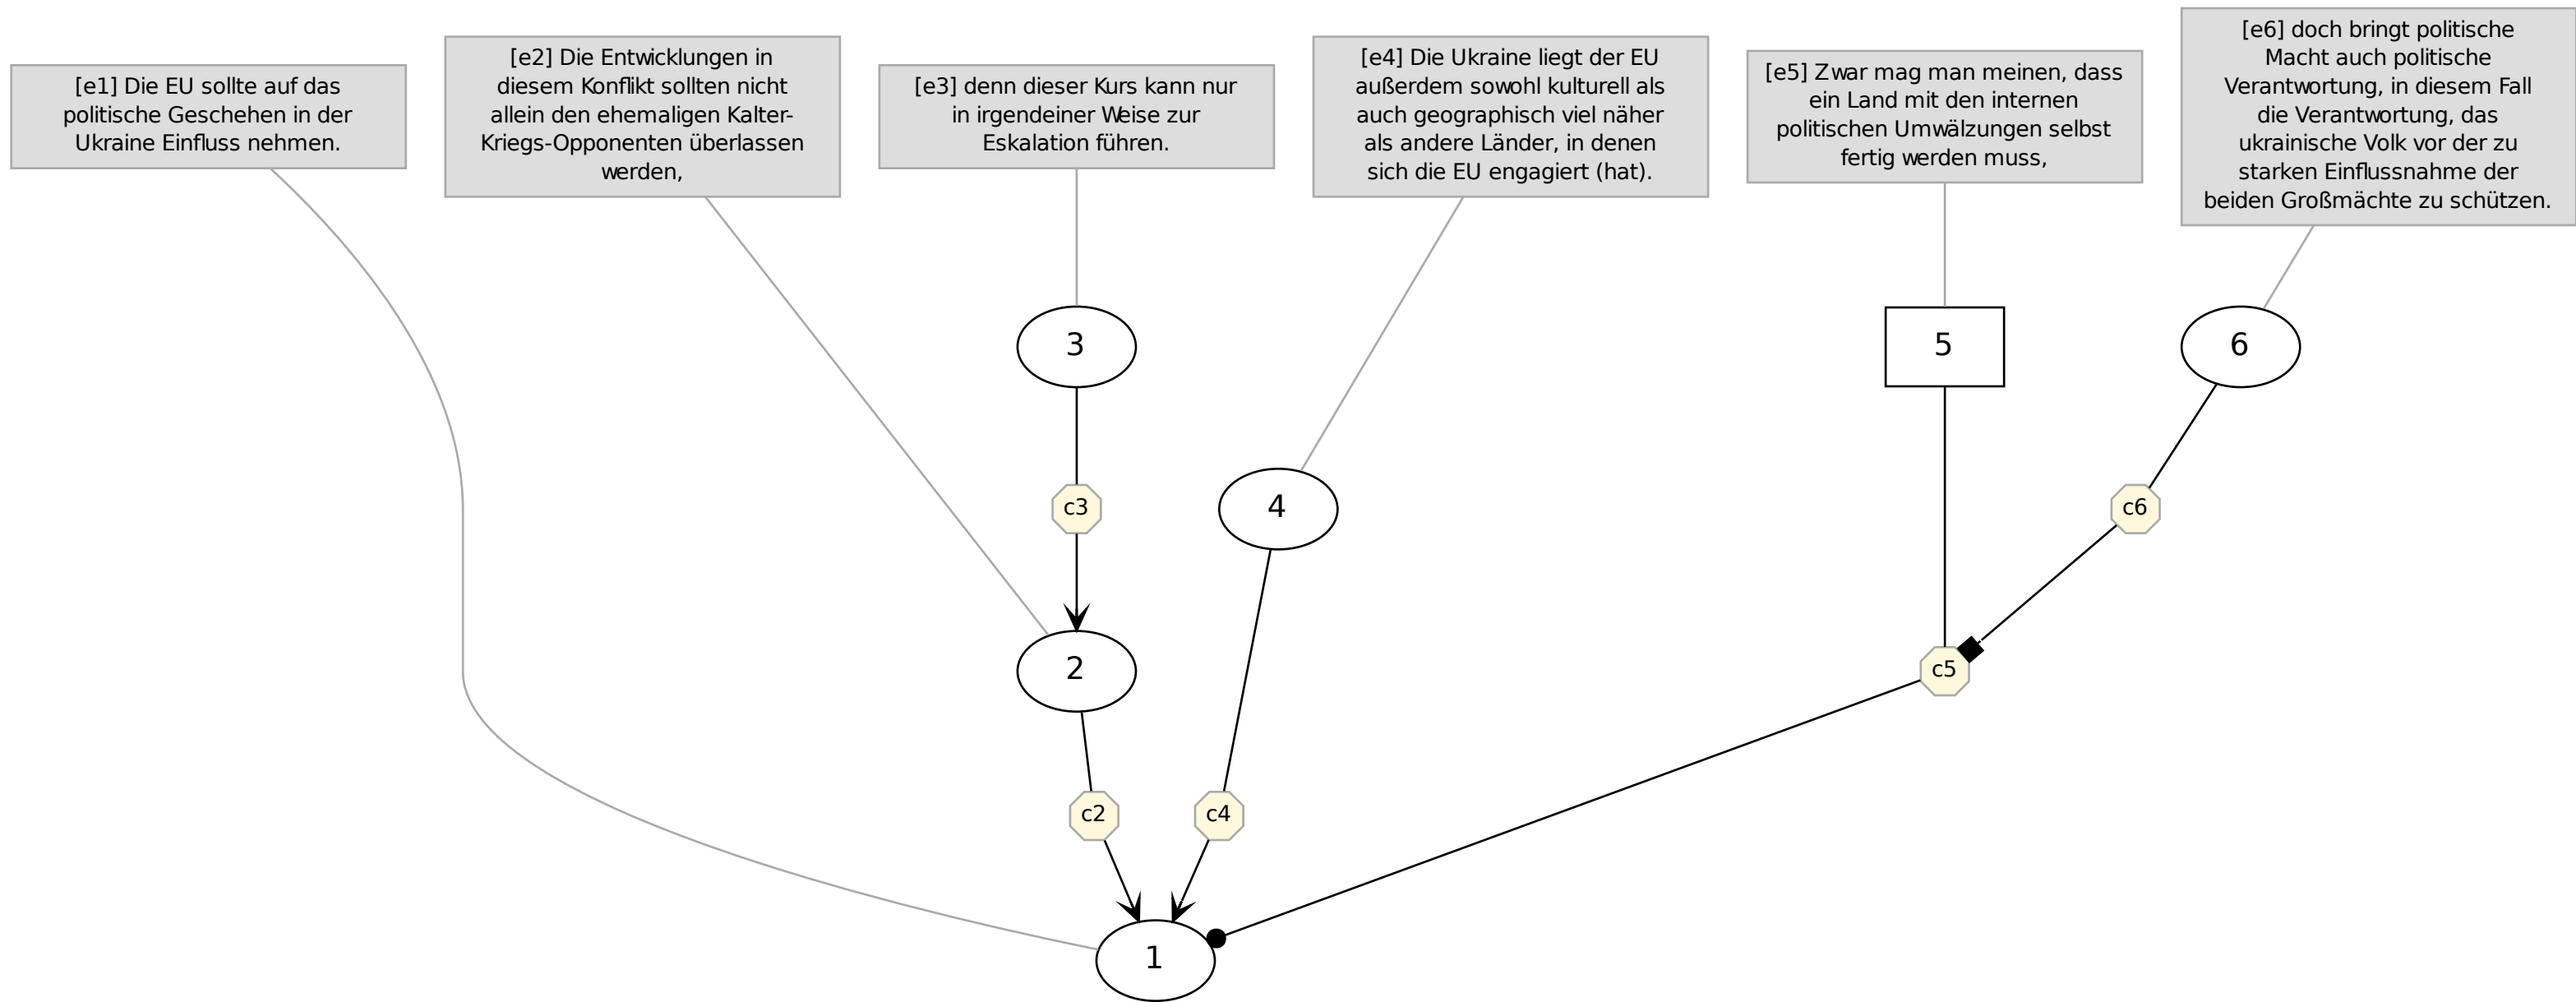 [e1] Die EU sollte auf das
politische Geschehen in der
Ukraine Einfluss nehmen.
[e2] Die Entwicklungen in
diesem Konflikt sollten nicht
allein den ehemaligen Kalter-
Kriegs-Opponenten überlassen
werden,
[e3] denn dieser Kurs kann nur
in irgendeiner Weise zur
Eskalation führen.
[e4] Die Ukraine liegt der EU
außerdem sowohl kulturell als
auch geographisch viel näher
als andere Länder, in denen
sich die EU engagiert (hat).
[e5] Zwar mag man meinen, dass
ein Land mit den internen
politischen Umwälzungen selbst
fertig werden muss,
[e6] doch bringt politische
Macht auch politische
Verantwortung, in diesem Fall
die Verantwortung, das
ukrainische Volk vor der zu
starken Einflussnahme der
beiden Großmächte zu schützen.
3
5
6
c3
4
c6
2
c5
c2
c4
1